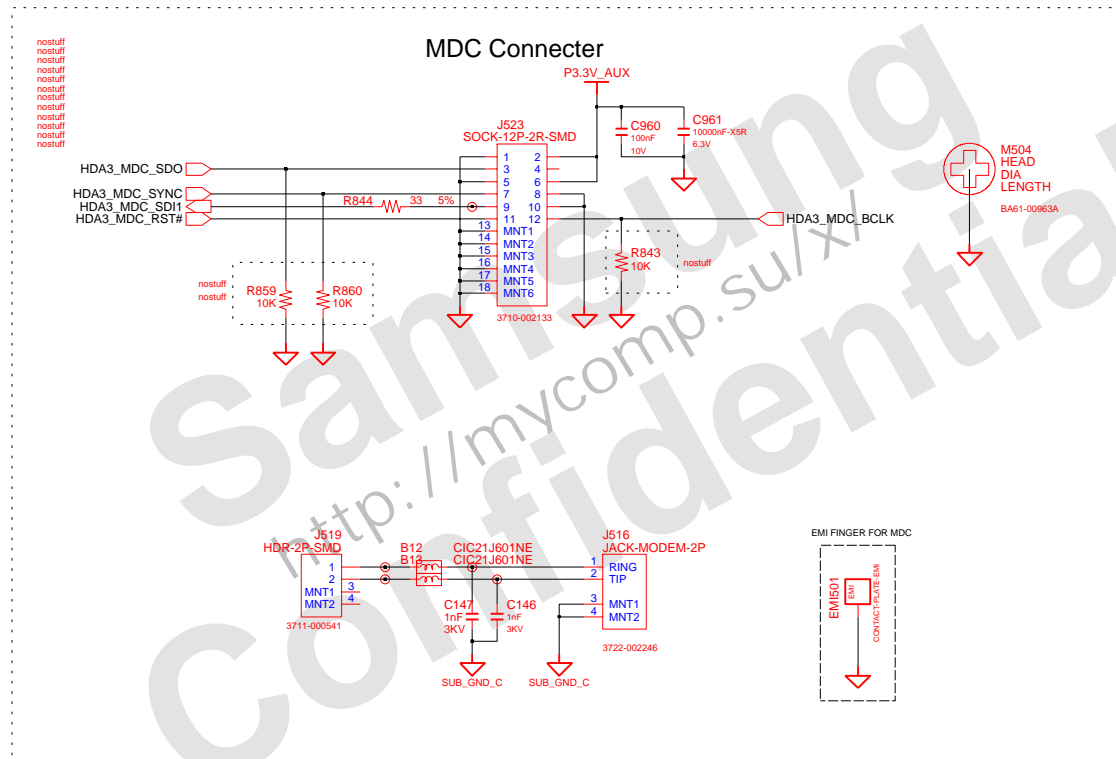 MDC Connecter
nostuff
nostuff
nostuff
nostuff
nostuff
nostuff
nostuff
nostuff
nostuff
nostuff
nostuff
nostuff
P3.3V_AUX
C960
100nF
10V
C961
10000nF-X5R
6.3V
J523
SOCK-12P-2R-SMD
HDA3_MDC_SDO
HDA3_MDC_SYNC
HDA3_MDC_SDI1
HDA3_MDC_RST#
R844 33 5%
1 2
3 4
5 6
7 8
9 10
11 12
13 MNT1
14 MNT2
15 MNT3
16 MNT4
17 MNT5
18 MNT6
3710-002133
HDA3_MDC_BCLK
R843
10K
nostuff
nostuff
nostuff
R859
10K
R860
10K
M504
HEAD
DIA
LENGTH
BA61-00963A
Samsung
Confidential
http://mycomp.su/x/
J519
HDR-2P-SMD
1
2
MNT1 3
MNT2 4
3711-000541
B12 CIC21J601NE
B13 CIC21J601NE
C147
1nF
3KV
C146
1nF
3KV
SUB_GND_C
J516
JACK-MODEM-2P
1 RING
2 TIP
3 MNT1
4 MNT2
3722-002246
SUB_GND_C
EMI FINGER FOR MDC
EMI501
EMI
CONTACT-PLATE-EMI